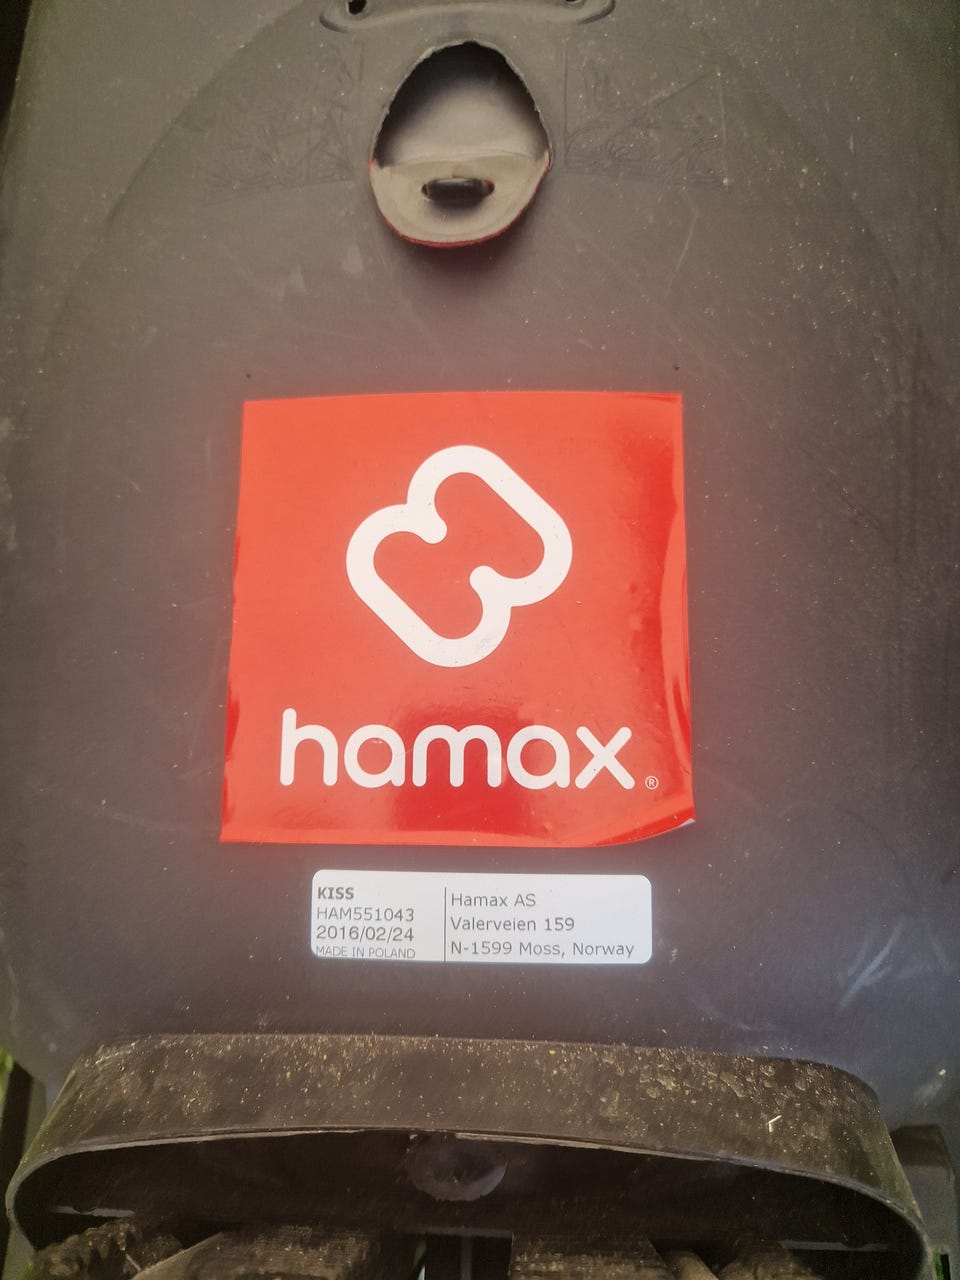 hamax®
KISS
HAM551043
2016/02/24
MADE IN POLAND
Hamax AS
Valerveien 159
N-1599 Moss, Norway